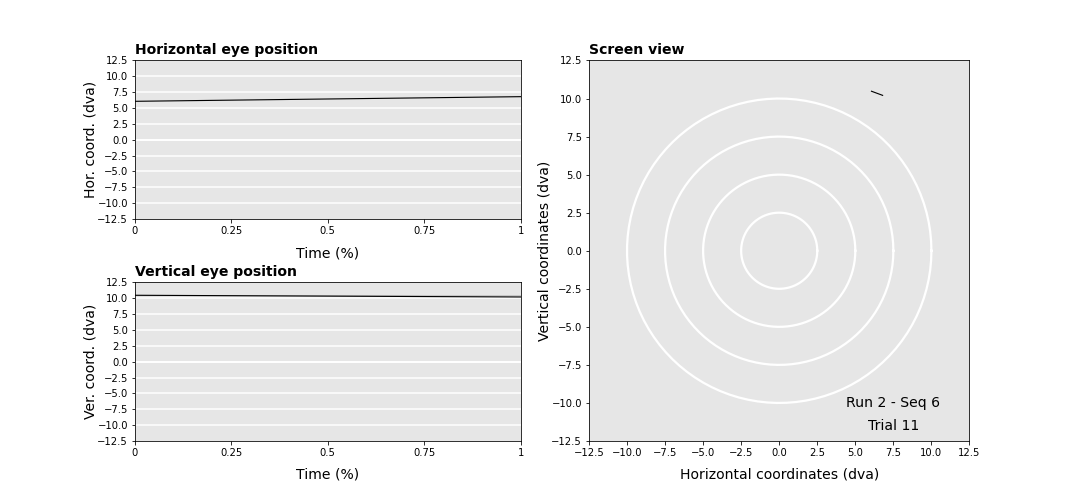 Horizontal eye position
12.5
10.0
7.5
5.0
2.5
0.0
−2.5
−5.0
−7.5
−10.0
−12.5
Hor. coord. (dva)
0 0.25 0.5 0.75 1
Time (%)
Vertical eye position
12.5
10.0
7.5
5.0
2.5
0.0
−2.5
−5.0
−7.5
−10.0
−12.5
Ver. coord. (dva)
0 0.25 0.5 0.75 1
Time (%)
Screen view
12.5
10.0
7.5
5.0
2.5
0.0
−2.5
−5.0
−7.5
−10.0
−12.5
Vertical coordinates (dva)
Run 2 - Seq 6
Trial 11
−12.5 −10.0 −7.5 −5.0 −2.5 0.0 2.5 5.0 7.5 10.0 12.5
Horizontal coordinates (dva)